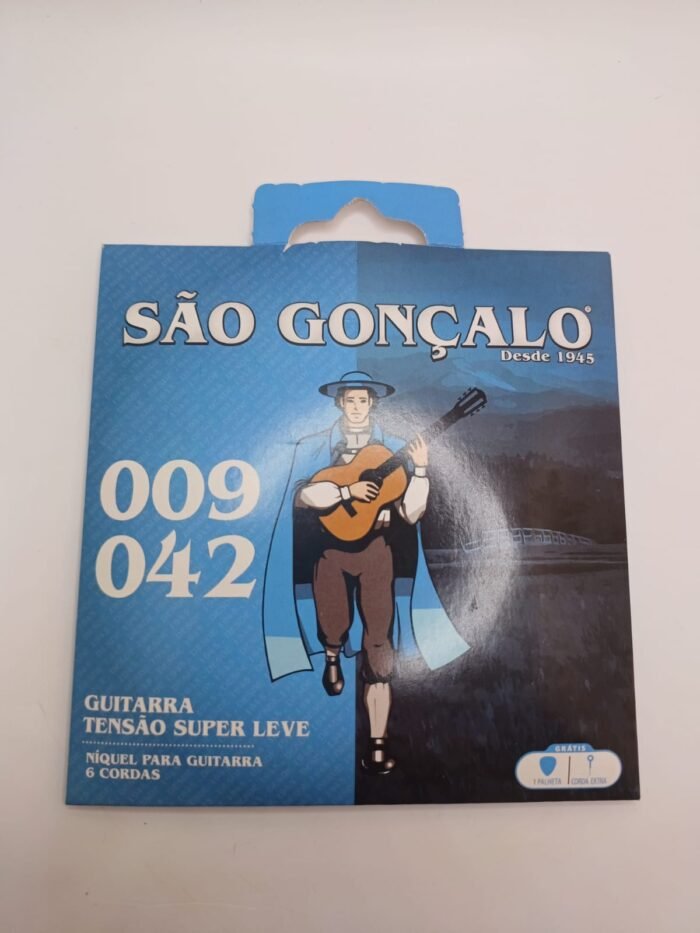 SÃO GONÇALO
Desde 1945
009
042
GUITARRA
TENSÃO SUPER LEVE
NÍQUEL PARA GUITARRA
6 CORDAS
GRÁTIS
1 PALHETA
CORDA EXTRA